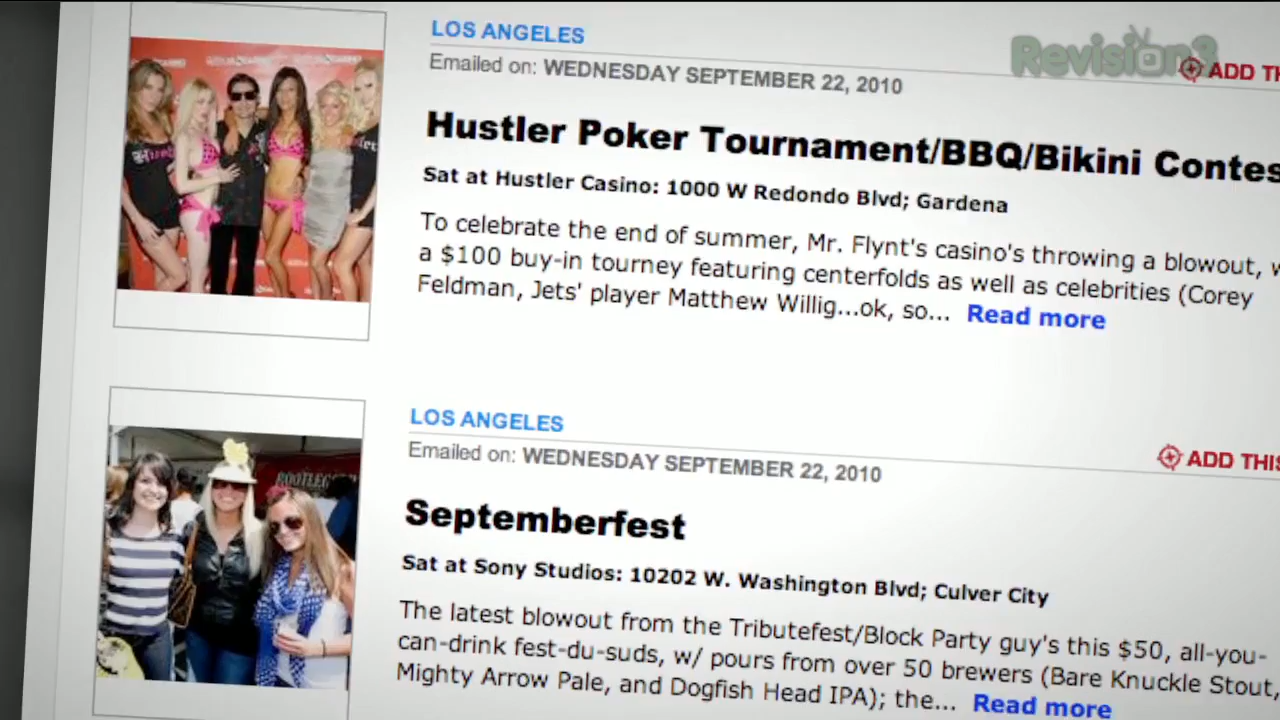 LOS ANGELES
Revision3
Emailed on: WEDNESDAY SEPTEMBER 22, 2010
ADD TH
Hustler Poker Tournament/BBQ/Bikini Contes
Sat at Hustler Casino: 1000 W Redondo Blvd; Gardena
To celebrate the end of summer, Mr. Flynt's casino's throwing a blowout, w
a $100 buy-in tourney featuring centerfolds as well as celebrities (Corey
Feldman, Jets' player Matthew Willig...ok, so... Read more
LOS ANGELES
Emailed on: WEDNESDAY SEPTEMBER 22, 2010
ADD THIS
Septemberfest
Sat at Sony Studios: 10202 W. Washington Blvd; Culver City
The latest blowout from the Tributefest/Block Party guy's this $50, all-you-
can-drink fest-du-suds, w/ pours from over 50 brewers (Bare Knuckle Stout,
Mighty Arrow Pale, and Dogfish Head IPA); the... Read more